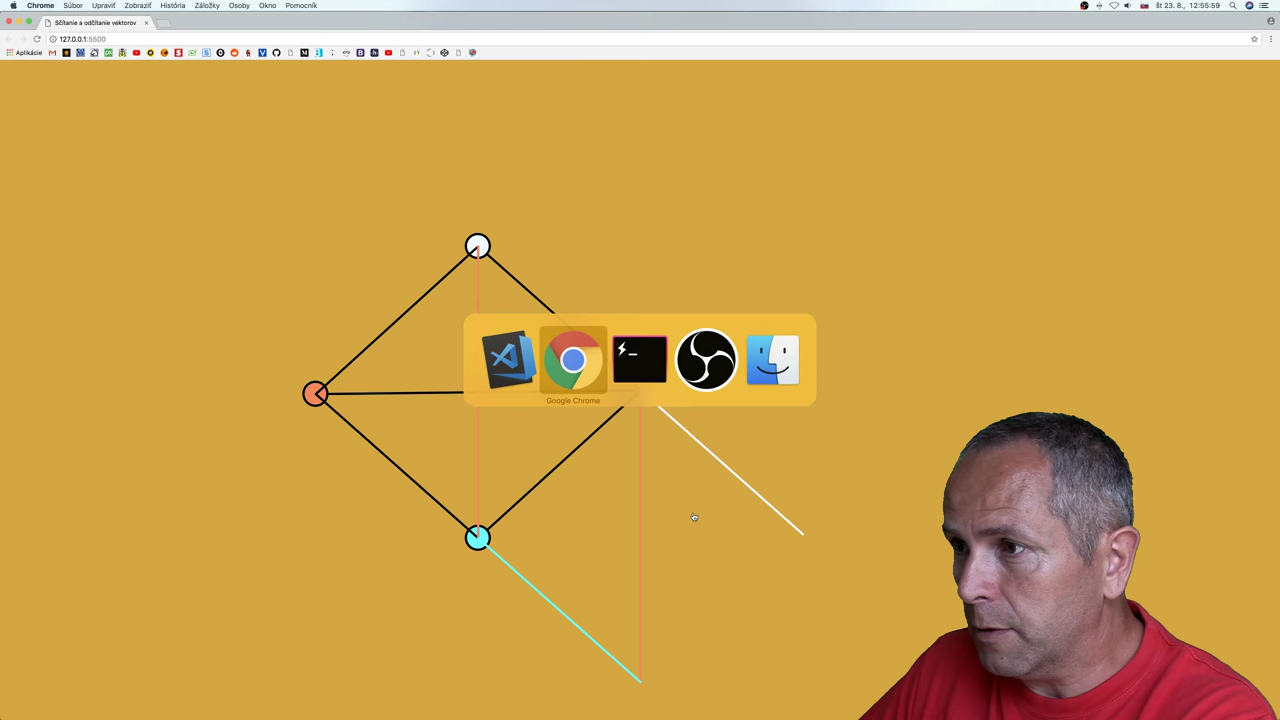 Chrome Súbor Upraviť Zobraziť História Záložky Osoby Okno Pomocník št 23. 8., 12:55:59
Sčítanie a odčítanie vektorov
127.0.0.1:5500
Aplikácie
Google Chrome